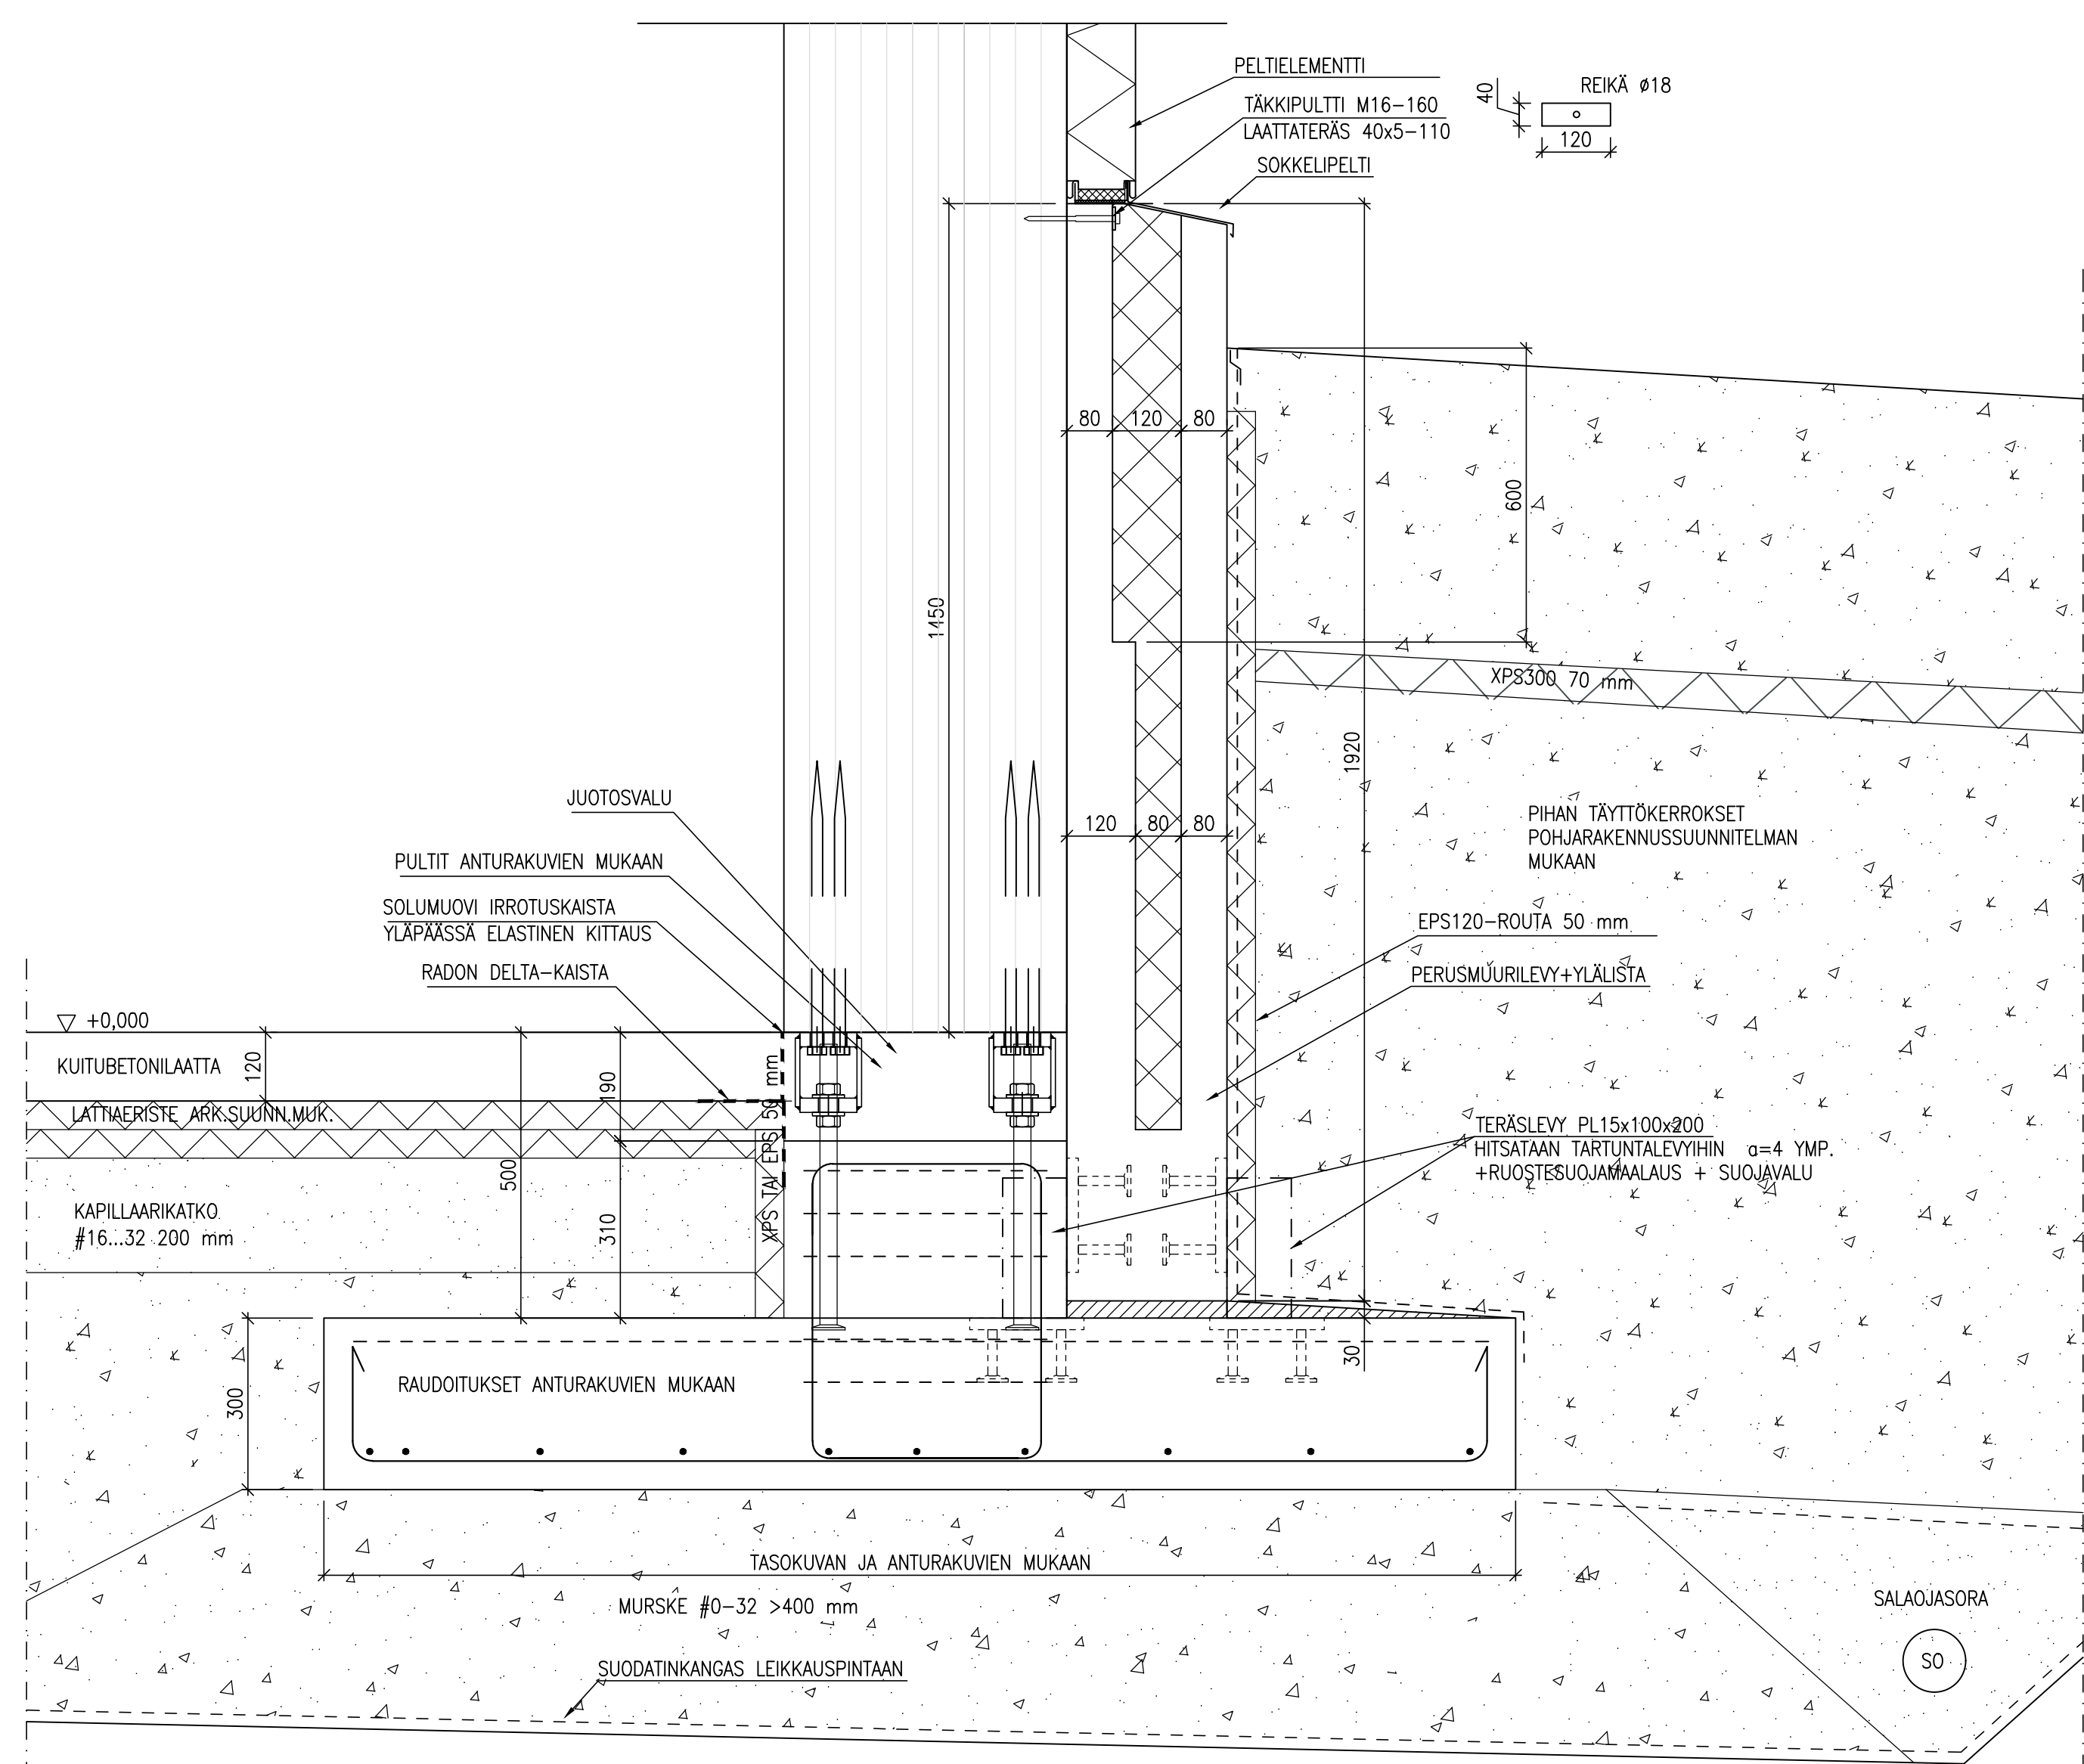 PELTIELEMENTTI
TÄKKIPULTTI M16-160
LAATTATERÄS 40x5-110
SOKKELIPELTI
REIKÄ ø18
40
120
80
120
80
600
1450
1920
XPS300 70 mm
PIHAN TÄYTTÖKERROKSET
POHJARAKENNUSSUUNNITELMAN
MUKAAN
JUOTOSVALU
PULTIT ANTURAKUVIEN MUKAAN
SOLUMUOVI IRROTUSKAISTA
YLÄPÄÄSSÄ ELASTINEN KITTAUS
RADON DELTA-KAISTA
120
80
80
EPS120-ROUTA 50 mm
PERUSMUURILEVY+YLÄLISTA
+0,000
KUITUBETONILAATTA
120
LATTIAERISTE ARK.SUUNN.MUK.
500
190
310
XPS TAI EPS 50 mm
KAPILLAARIKATKO
#16...32 200 mm
TERÄSLEVY PL15x100x200
HITSATAAN TARTUNTALEVYIHIN a=4 YMP.
+RUOSTESUOJAMAALAUS + SUOJAVALU
30
300
RAUDOITUKSET ANTURAKUVIEN MUKAAN
TASOKUVAN JA ANTURAKUVIEN MUKAAN
MURSKE #0-32 >400 mm
SUODATINKANGAS LEIKKAUSPINTAAN
SALAOJASORA
SO